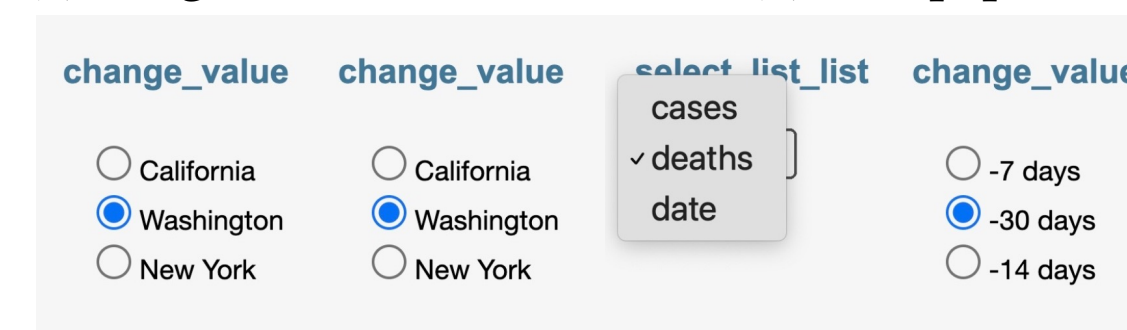 change_value
California
Washington
New York
change_value
California
Washington
New York
select_list_list
cases
✓ deaths
date
change_value
-7 days
-30 days
-14 days